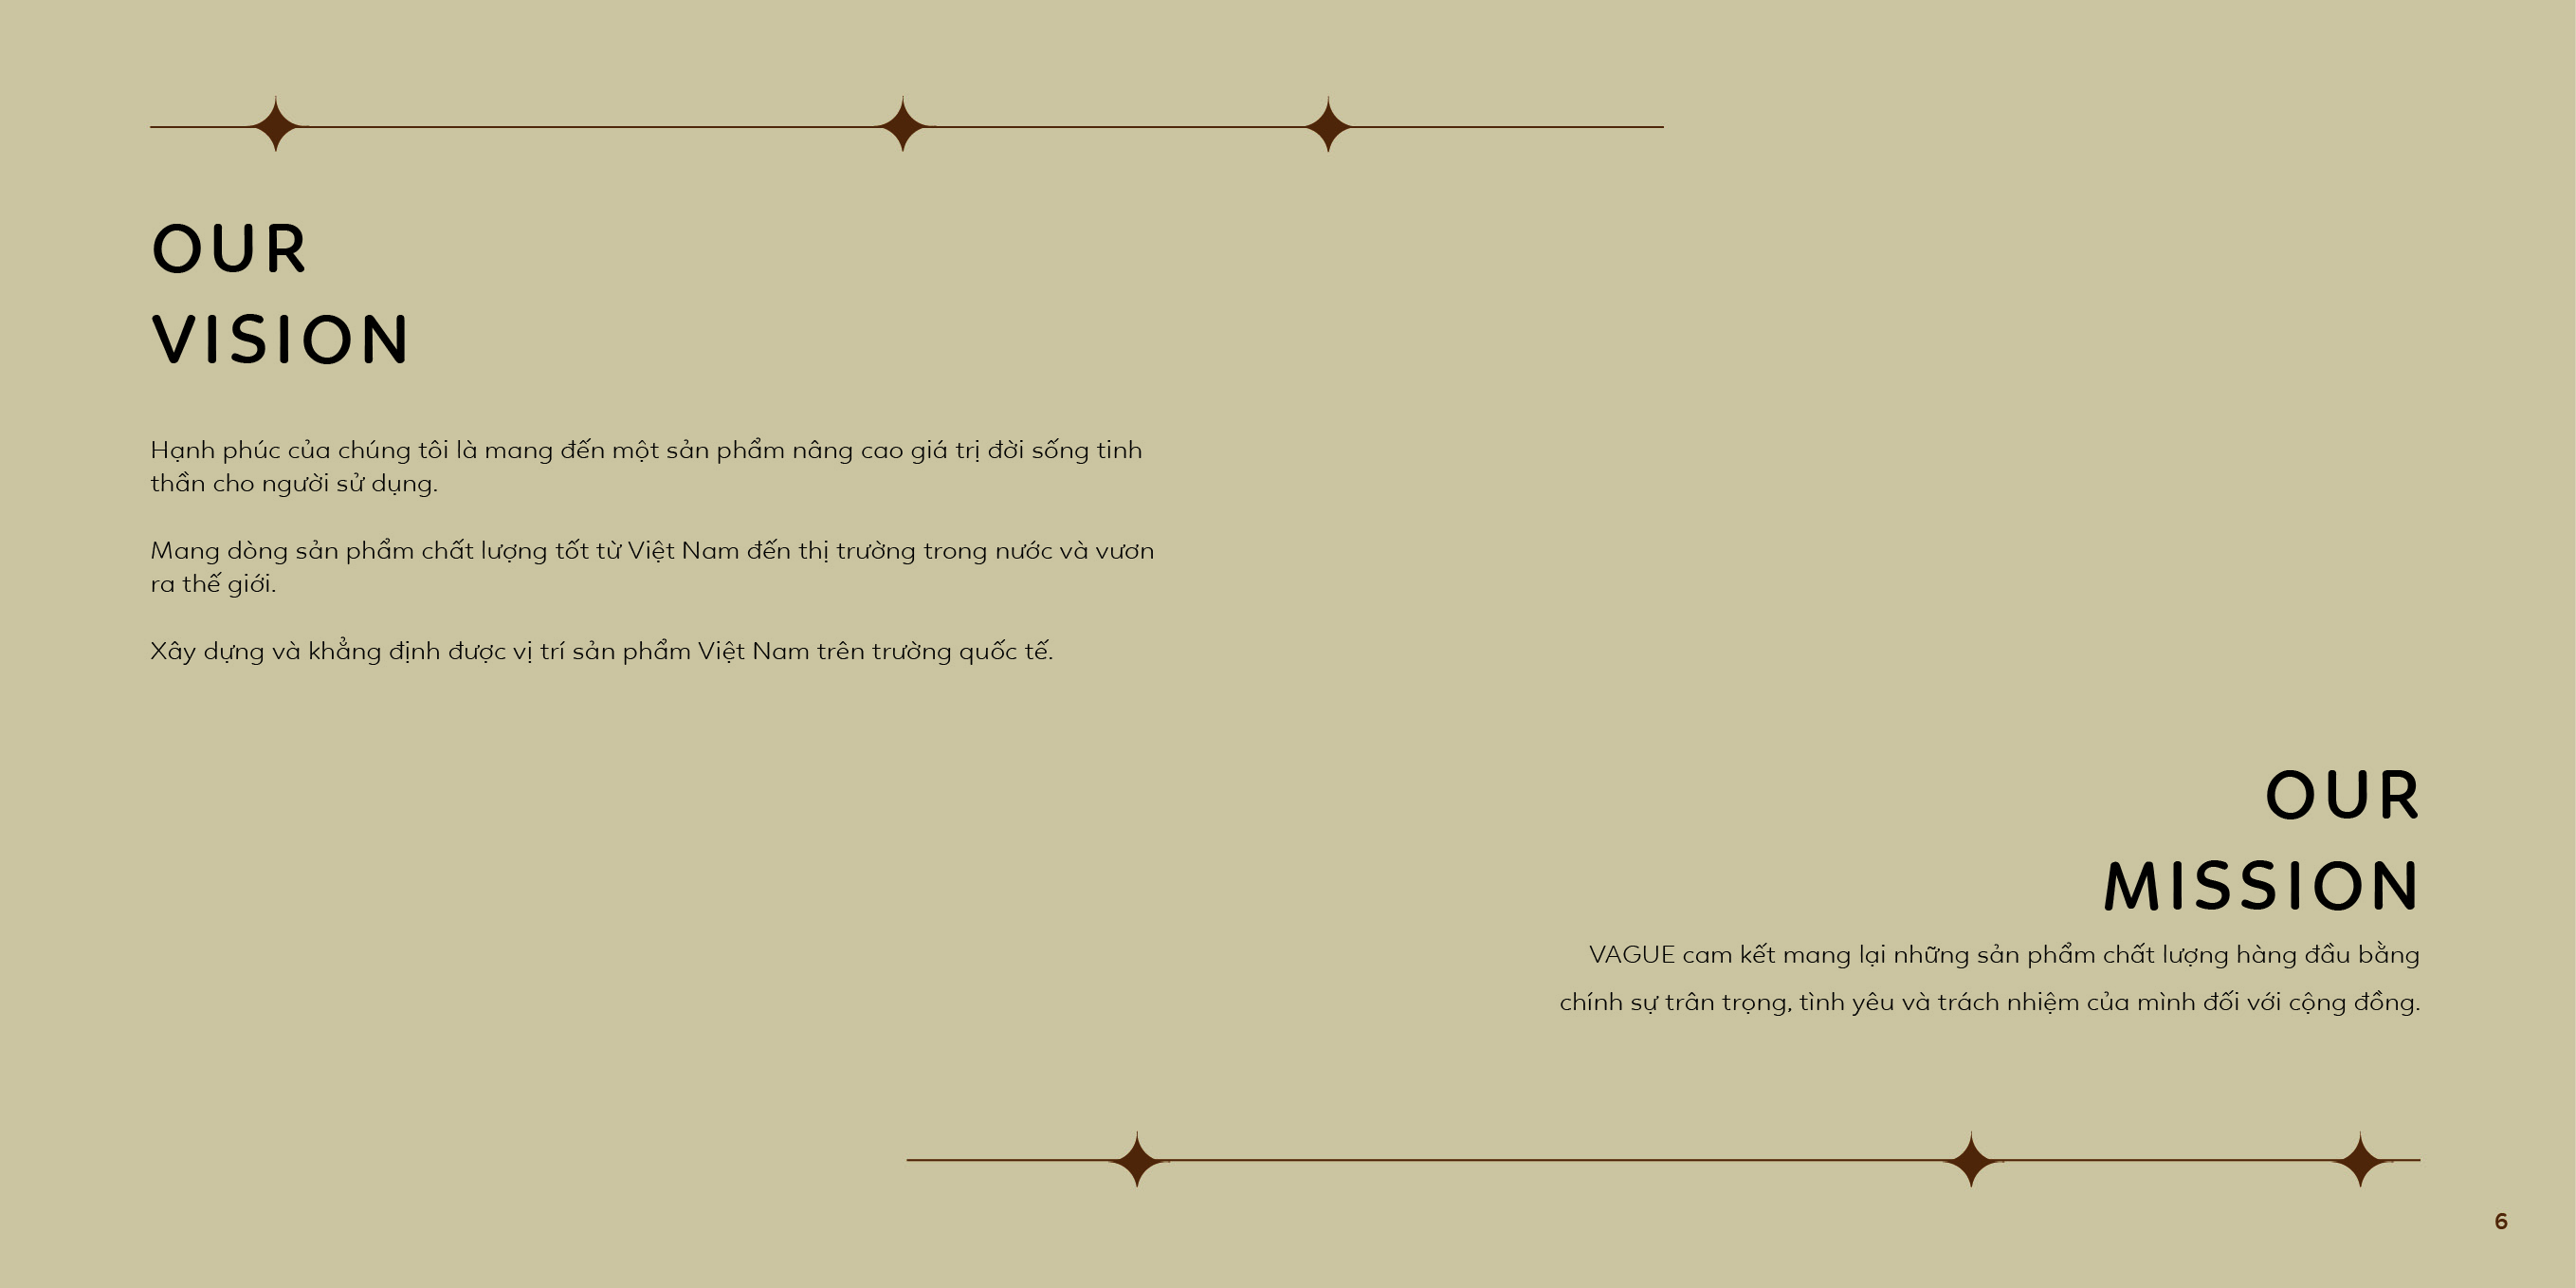 OUR
VISION
Hạnh phúc của chúng tôi là mang đến một sản phẩm nâng cao giá trị đời sống tinh
thần cho người sử dụng.
Mang dòng sản phẩm chất lượng tốt từ Việt Nam đến thị trường trong nước và vươn
ra thế giới.
Xây dựng và khẳng định được vị trí sản phẩm Việt Nam trên trường quốc tế.
OUR
MISSION
VAGUE cam kết mang lại những sản phẩm chất lượng hàng đầu bằng
chính sự trân trọng, tình yêu và trách nhiệm của mình đối với cộng đồng.
6